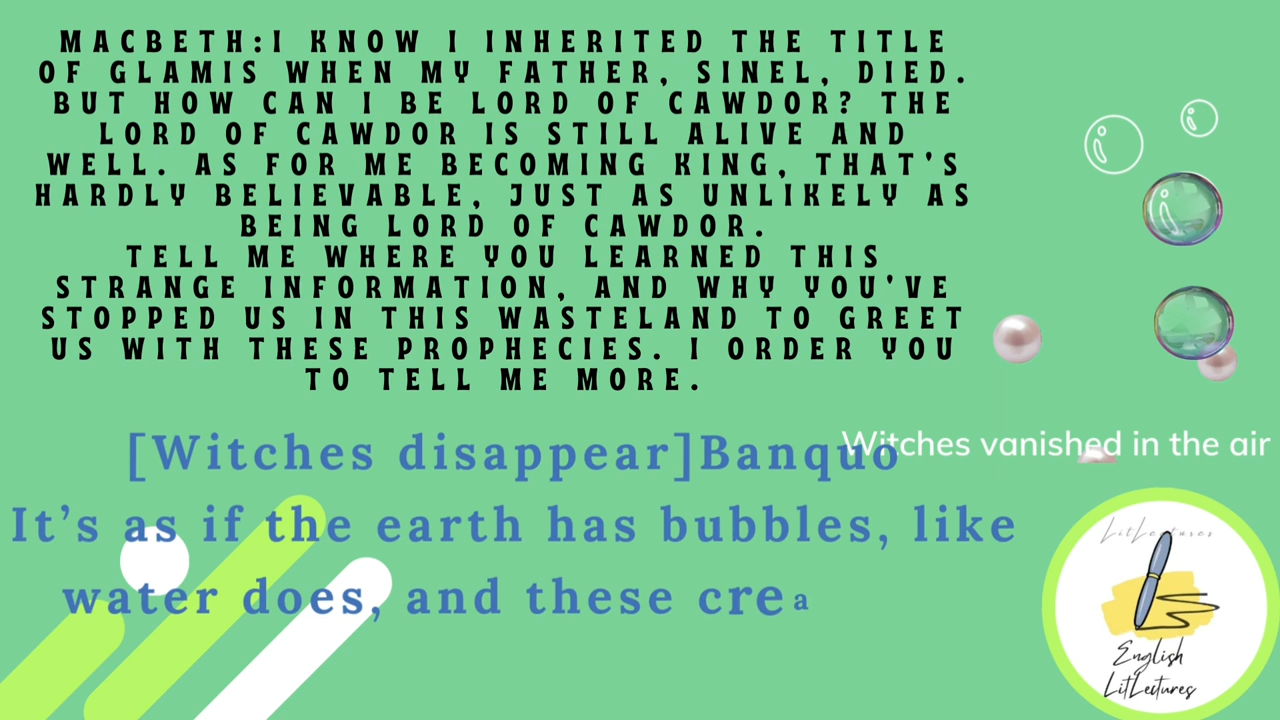 MACBETH:I KNOW I INHERITED THE TITLE
OF GLAMIS WHEN MY FATHER, SINEL, DIED.
BUT HOW CAN I BE LORD OF CAWDOR? THE
LORD OF CAWDOR IS STILL ALIVE AND
WELL. AS FOR ME BECOMING KING, THAT'S
HARDLY BELIEVABLE, JUST AS UNLIKELY AS
BEING LORD OF CAWDOR.
TELL ME WHERE YOU LEARNED THIS
STRANGE INFORMATION, AND WHY YOU'VE
STOPPED US IN THIS WASTELAND TO GREET
US WITH THESE PROPHECIES. I ORDER YOU
TO TELL ME MORE.
[Witches disappear]Banquo
Witches vanished in the air
It’s as if the earth has bubbles, like
water does, and these crea
LitLectures
English
LitLectures